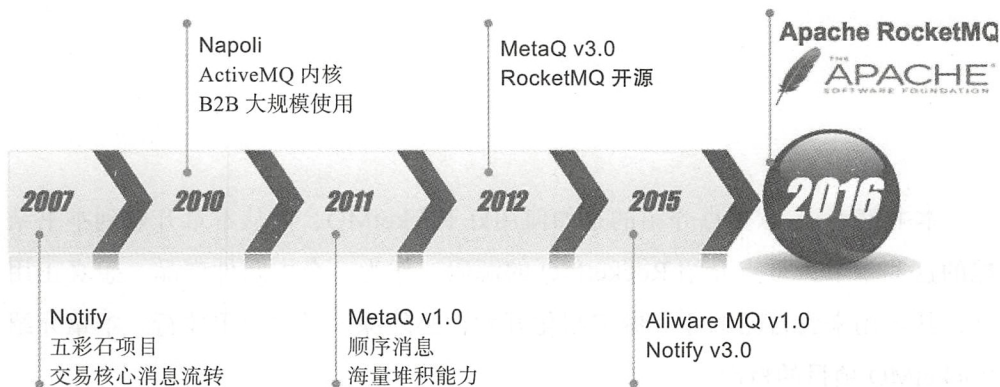 Apache RocketMQ
THE
APACHE
SOFTWARE FOUNDATION
Napoli
ActiveMQ 内核
B2B 大规模使用
MetaQ v3.0
RocketMQ 开源
2007
2010
2011
2012
2015
2016
Notify
五彩石项目
交易核心消息流转
MetaQ v1.0
顺序消息
海量堆积能力
Aliware MQ v1.0
Notify v3.0